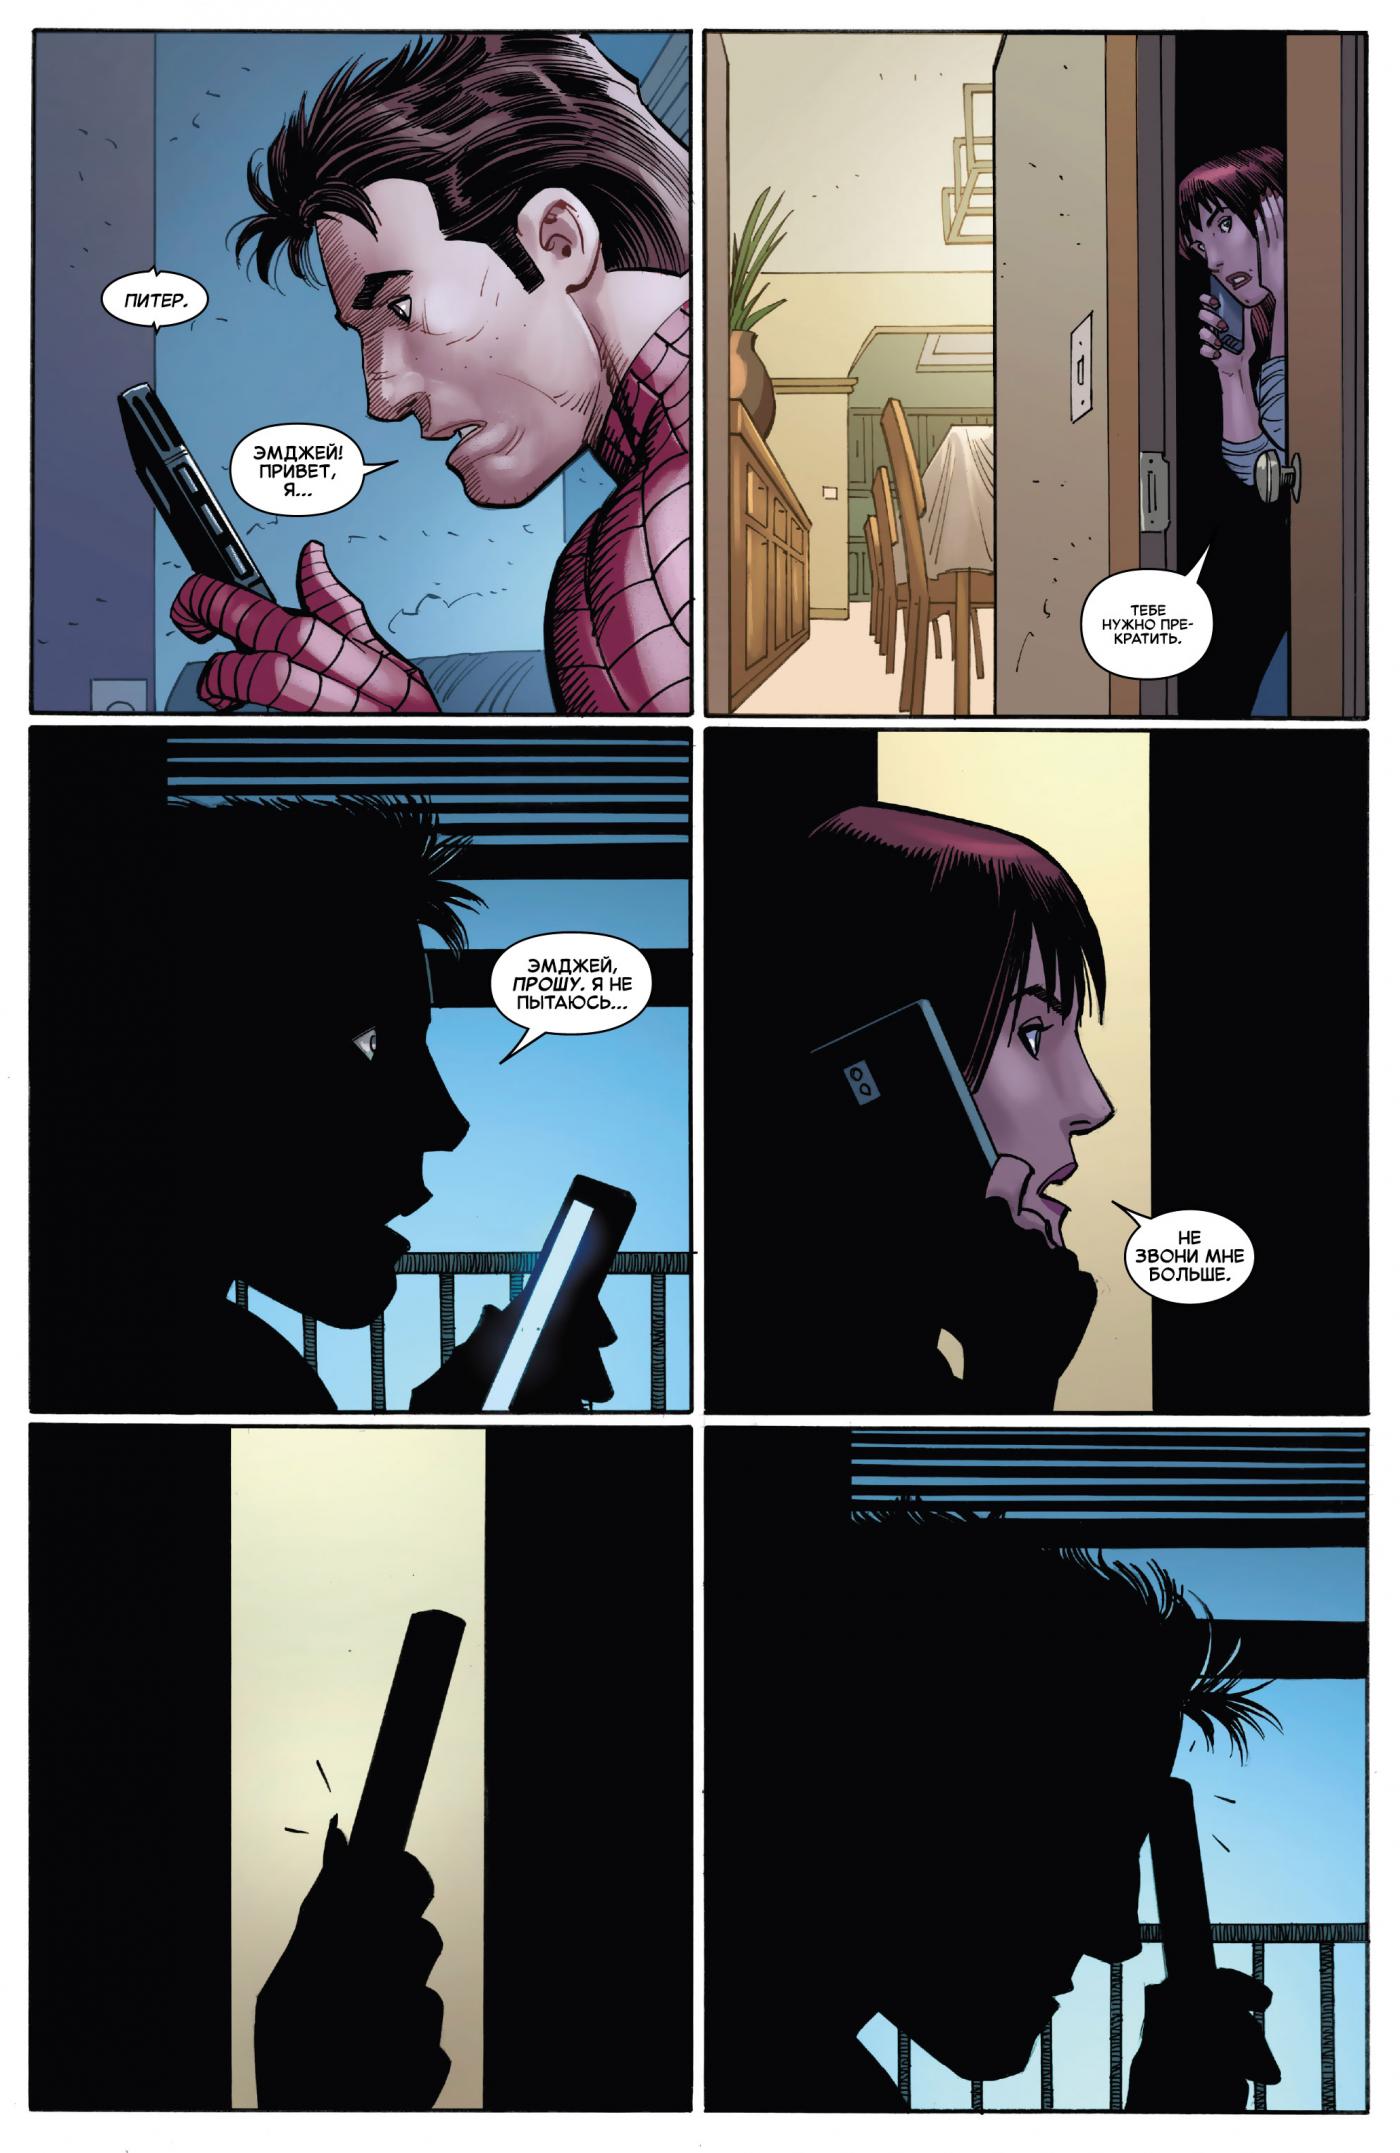 ПИТЕР.
ЭМДЖЕЙ!
ПРИВЕТ,
Я...
ТЕБЕ
НУЖНО ПРЕ-
КРАТИТЬ.
ЭМДЖЕЙ,
ПРОШУ. Я НЕ
ПЫТАЮСЬ...
НЕ
ЗВОНИ МНЕ
БОЛЬШЕ.